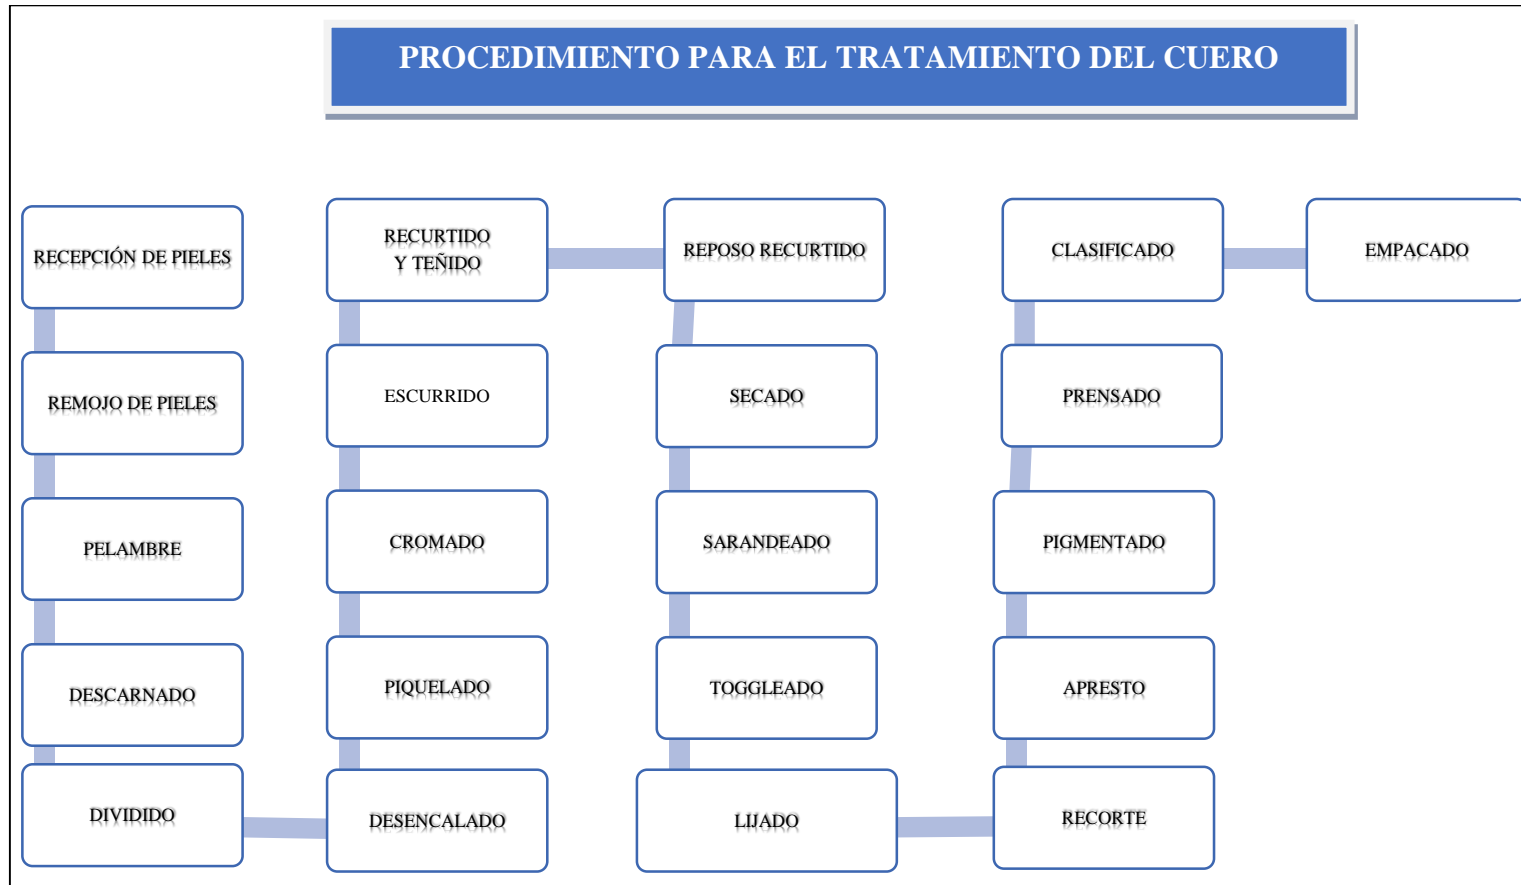 PROCEDIMIENTO PARA EL TRATAMIENTO DEL CUERO
RECEPCIÓN DE PIELES
REMOJO DE PIELES
PELAMBRE
DESCARNADO
DIVIDIDO
DESENCALADO
PIQUELADO
CROMADO
ESCURRIDO
RECURTIDO
Y TEÑIDO
REPOSO RECURTIDO
SECADO
SARANDEADO
TOGGLEADO
LIJADO
RECORTE
APRESTO
PIGMENTADO
PRENSADO
CLASIFICADO
EMPACADO